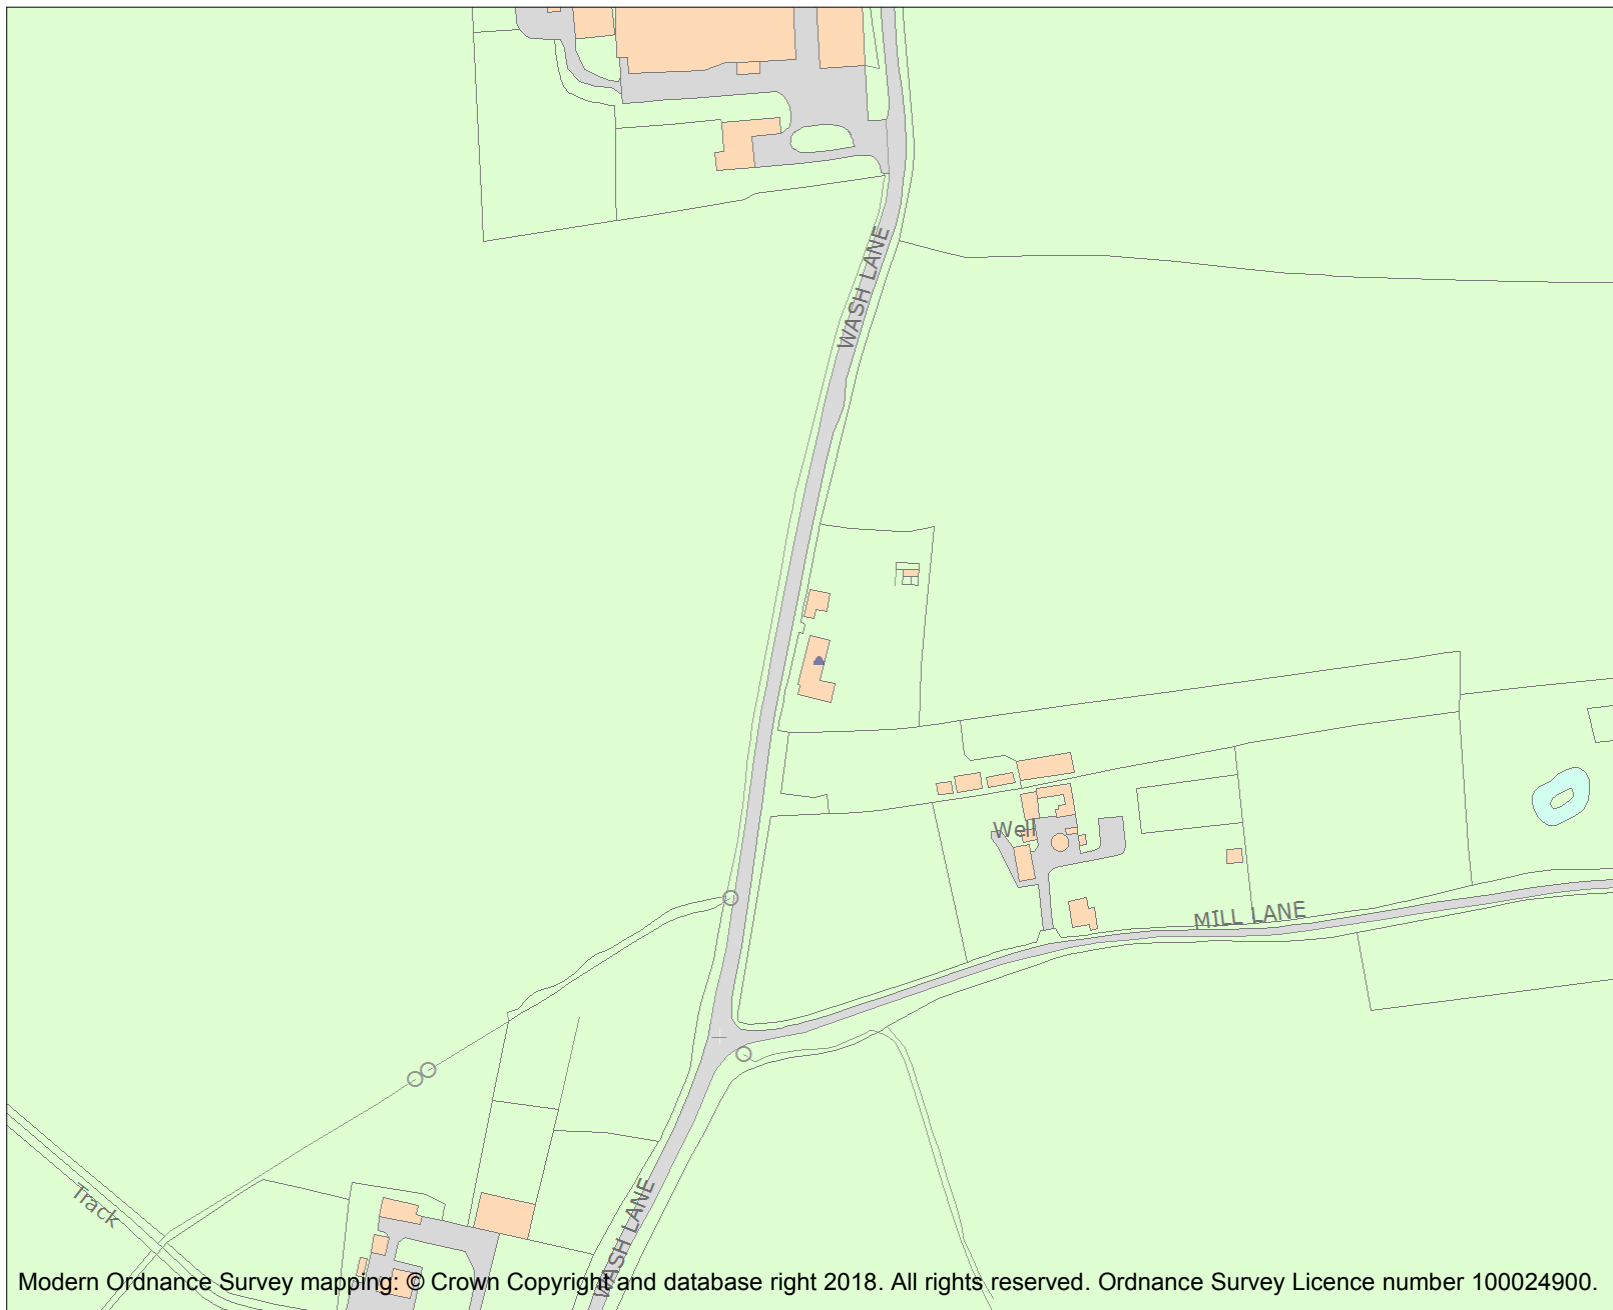 WASH LANE
Well
MILL LANE
Track
WASH LANE
Modern Ordnance Survey mapping: © Crown Copyright and database right 2018. All rights reserved. Ordnance Survey Licence number 100024900.